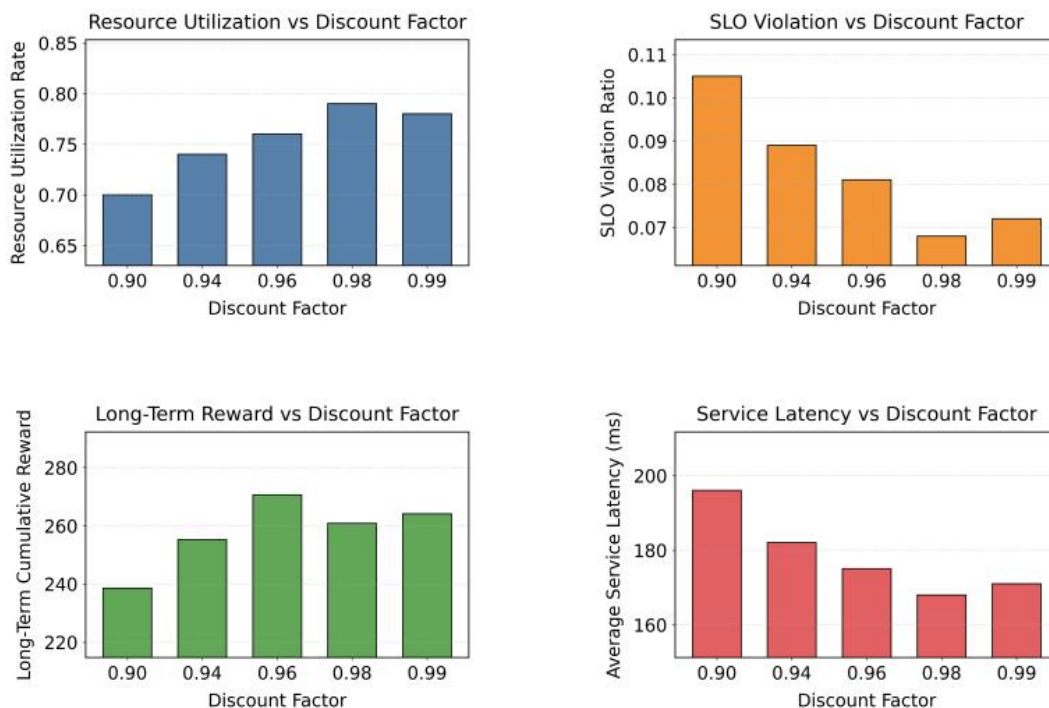 Resource Utilization vs Discount Factor
Resource Utilization Rate
0.85
0.80
0.75
0.70
0.65
0.90 0.94 0.96 0.98 0.99
Discount Factor
SLO Violation vs Discount Factor
SLO Violation Ratio
0.11
0.10
0.09
0.08
0.07
0.90 0.94 0.96 0.98 0.99
Discount Factor
Long-Term Reward vs Discount Factor
Long-Term Cumulative Reward
280
260
240
220
0.90 0.94 0.96 0.98 0.99
Discount Factor
Service Latency vs Discount Factor
Average Service Latency (ms)
200
180
160
0.90 0.94 0.96 0.98 0.99
Discount Factor